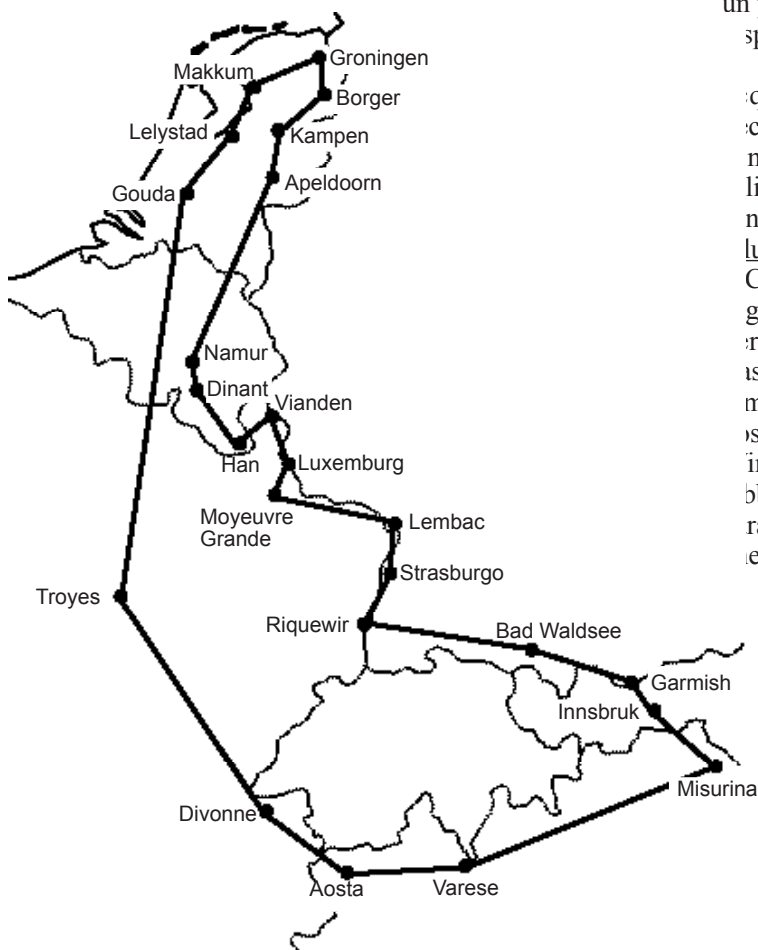 un
Groningen
Makkum
Borger
Lelystad
Kampen
Gouda
Apeldoorn
Namur
Dinant
Vianden
Han
Luxemburg
Moyeuvre
Grande
Lembac
Strasburgo
Troyes
Riquewir
Bad Waldsee
Garmish
Innsbruk
Misurina
Divonne
Aosta
Varese